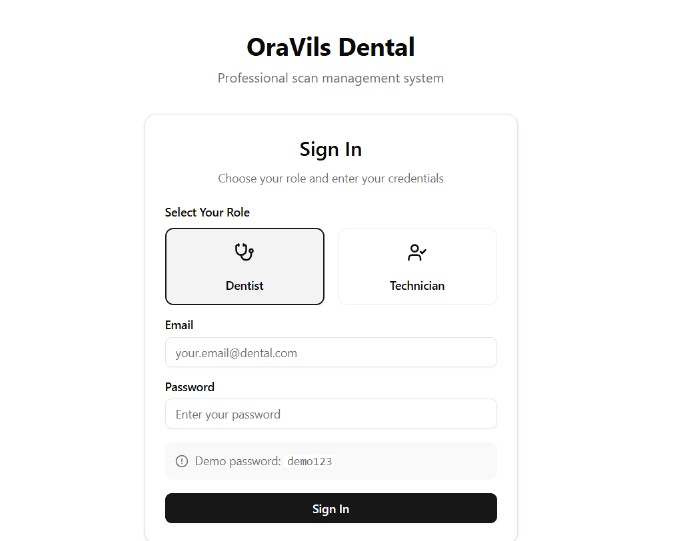 OraVils Dental
Professional scan management system
Sign In
Choose your role and enter your credentials
Select Your Role
Dentist
Technician
Email
your.email@dental.com
Password
Enter your password
Demo password: demo123
Sign In